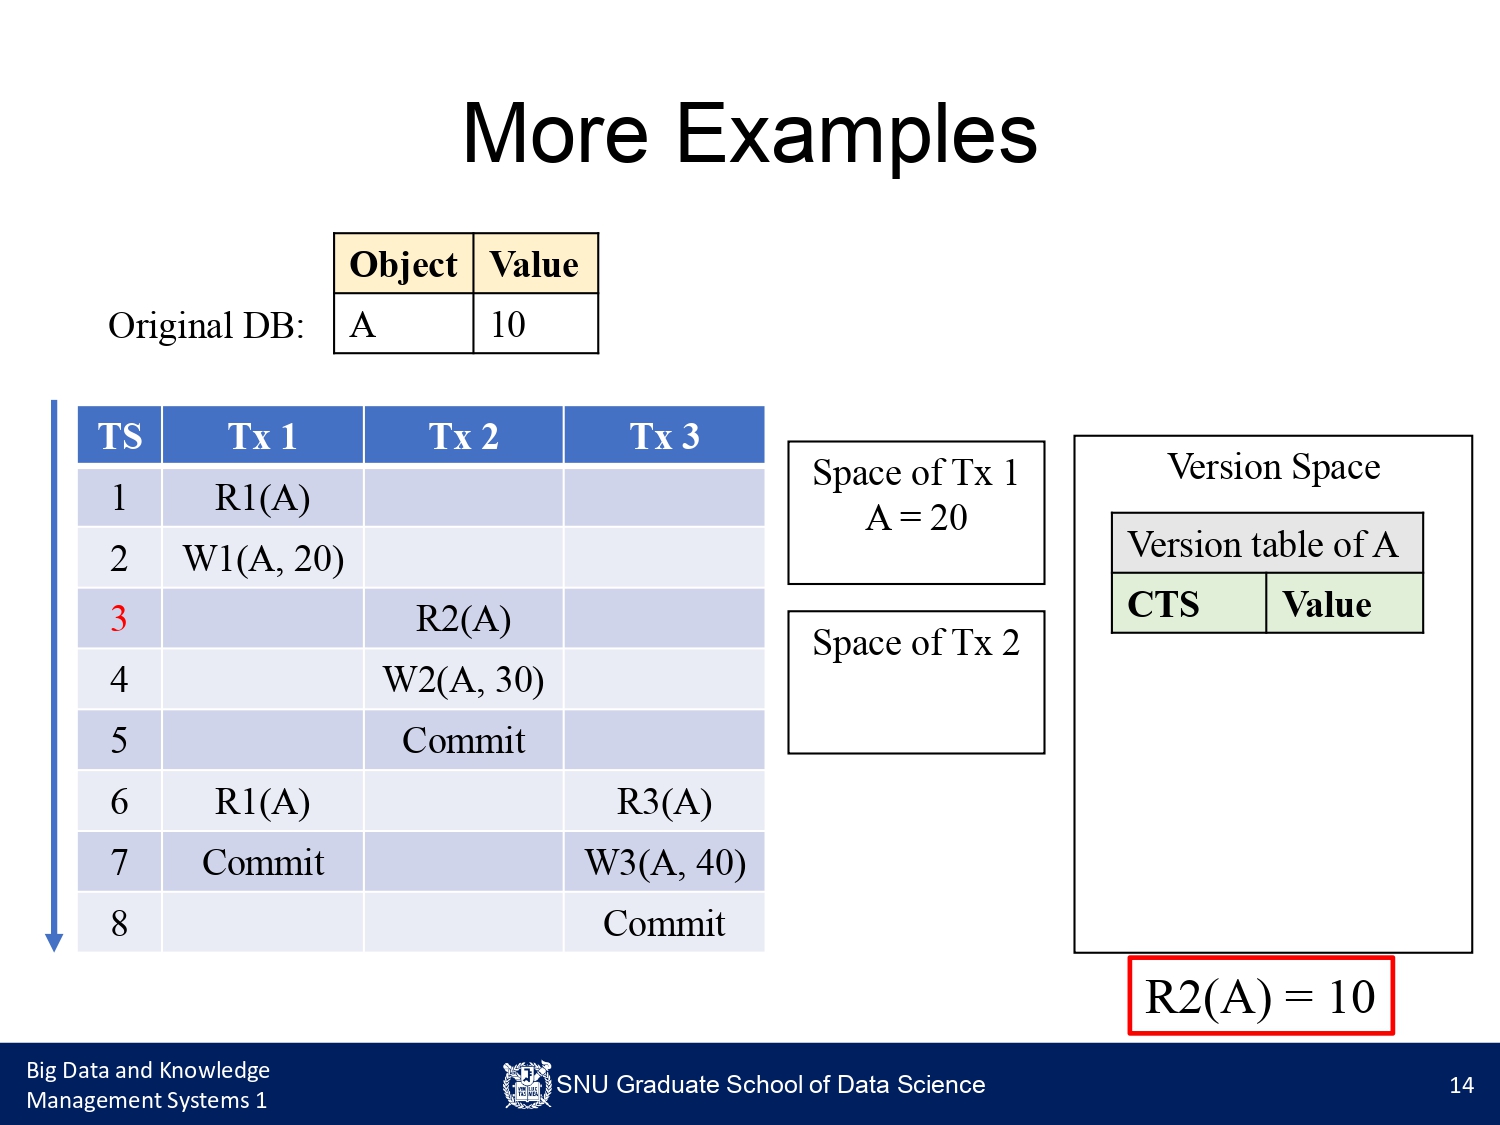 More Examples
Object Value
Original DB: A 10
TS Tx 1 Tx 2 Tx 3
1 R1(A)
2 W1(A, 20)
3 R2(A)
4 W2(A, 30)
5 Commit
6 R1(A) R3(A)
7 Commit W3(A, 40)
8 Commit
Space of Tx 1
A = 20
Space of Tx 2
Version Space
Version table of A
CTS Value
R2(A) = 10
Big Data and Knowledge
Management Systems 1
SNU Graduate School of Data Science
14